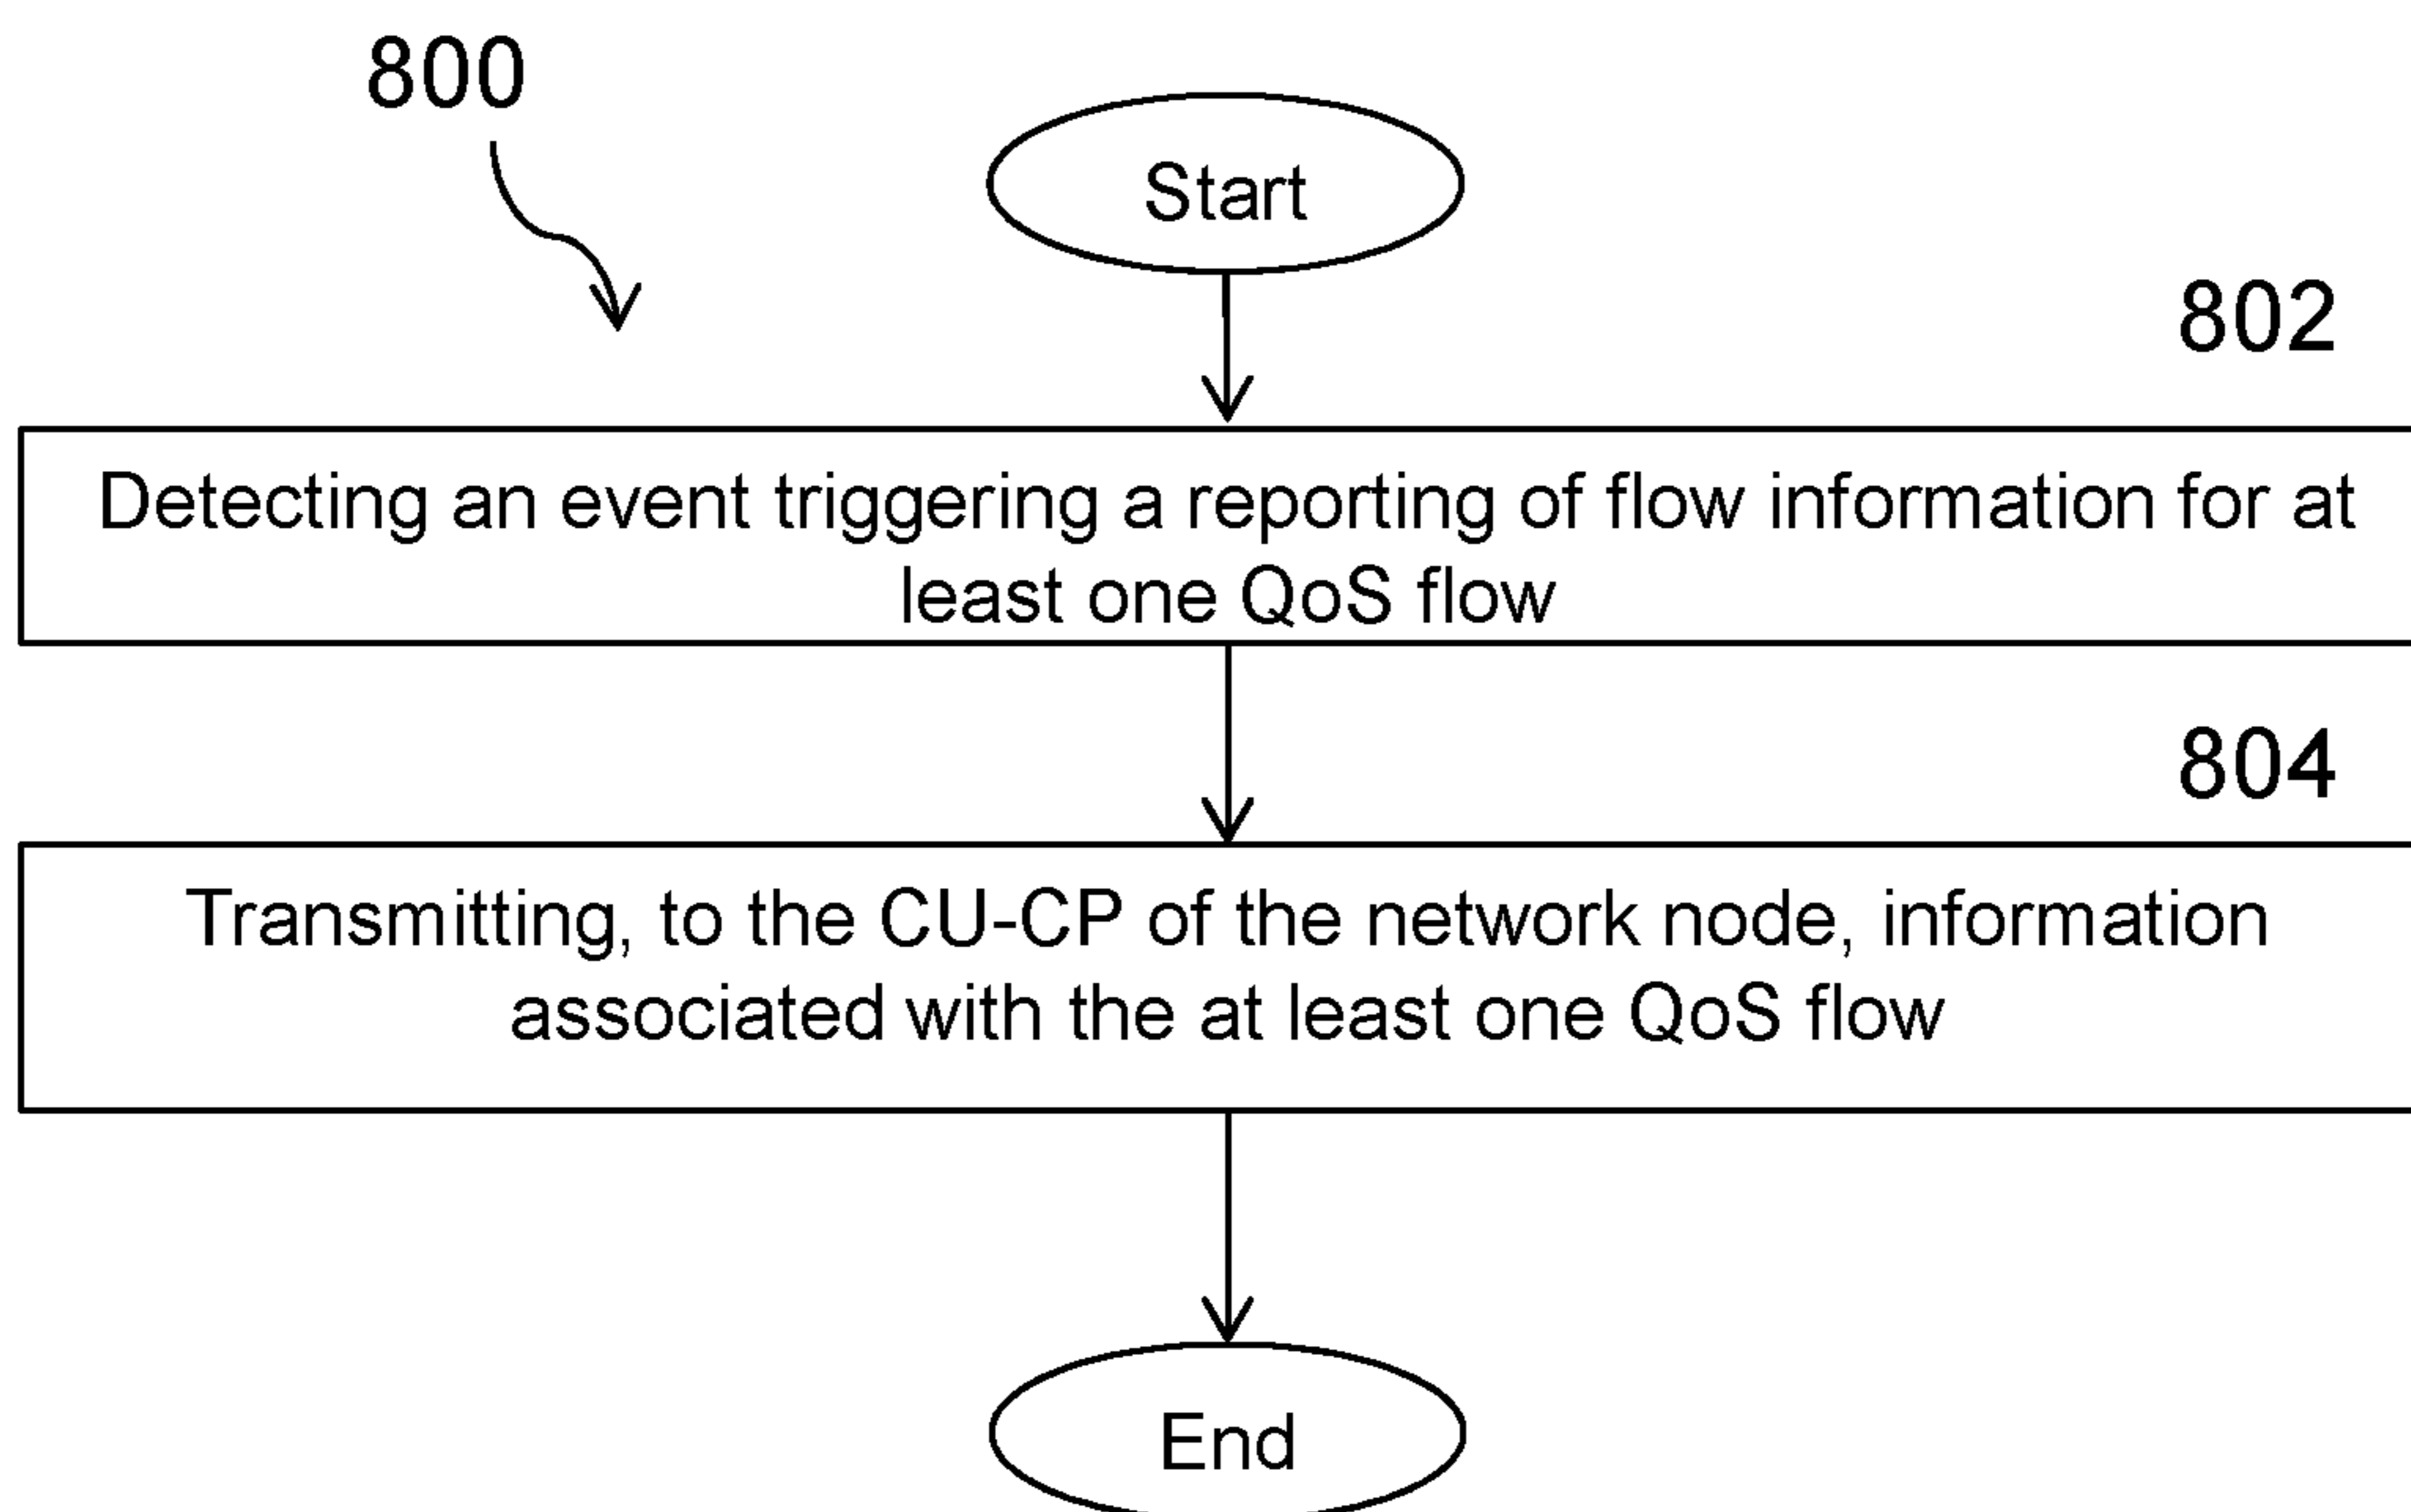 800
Start
802
Detecting an event triggering a reporting of flow information for at
least one QoS flow
804
Transmitting, to the CU-CP of the network node, information
associated with the at least one QoS flow
End